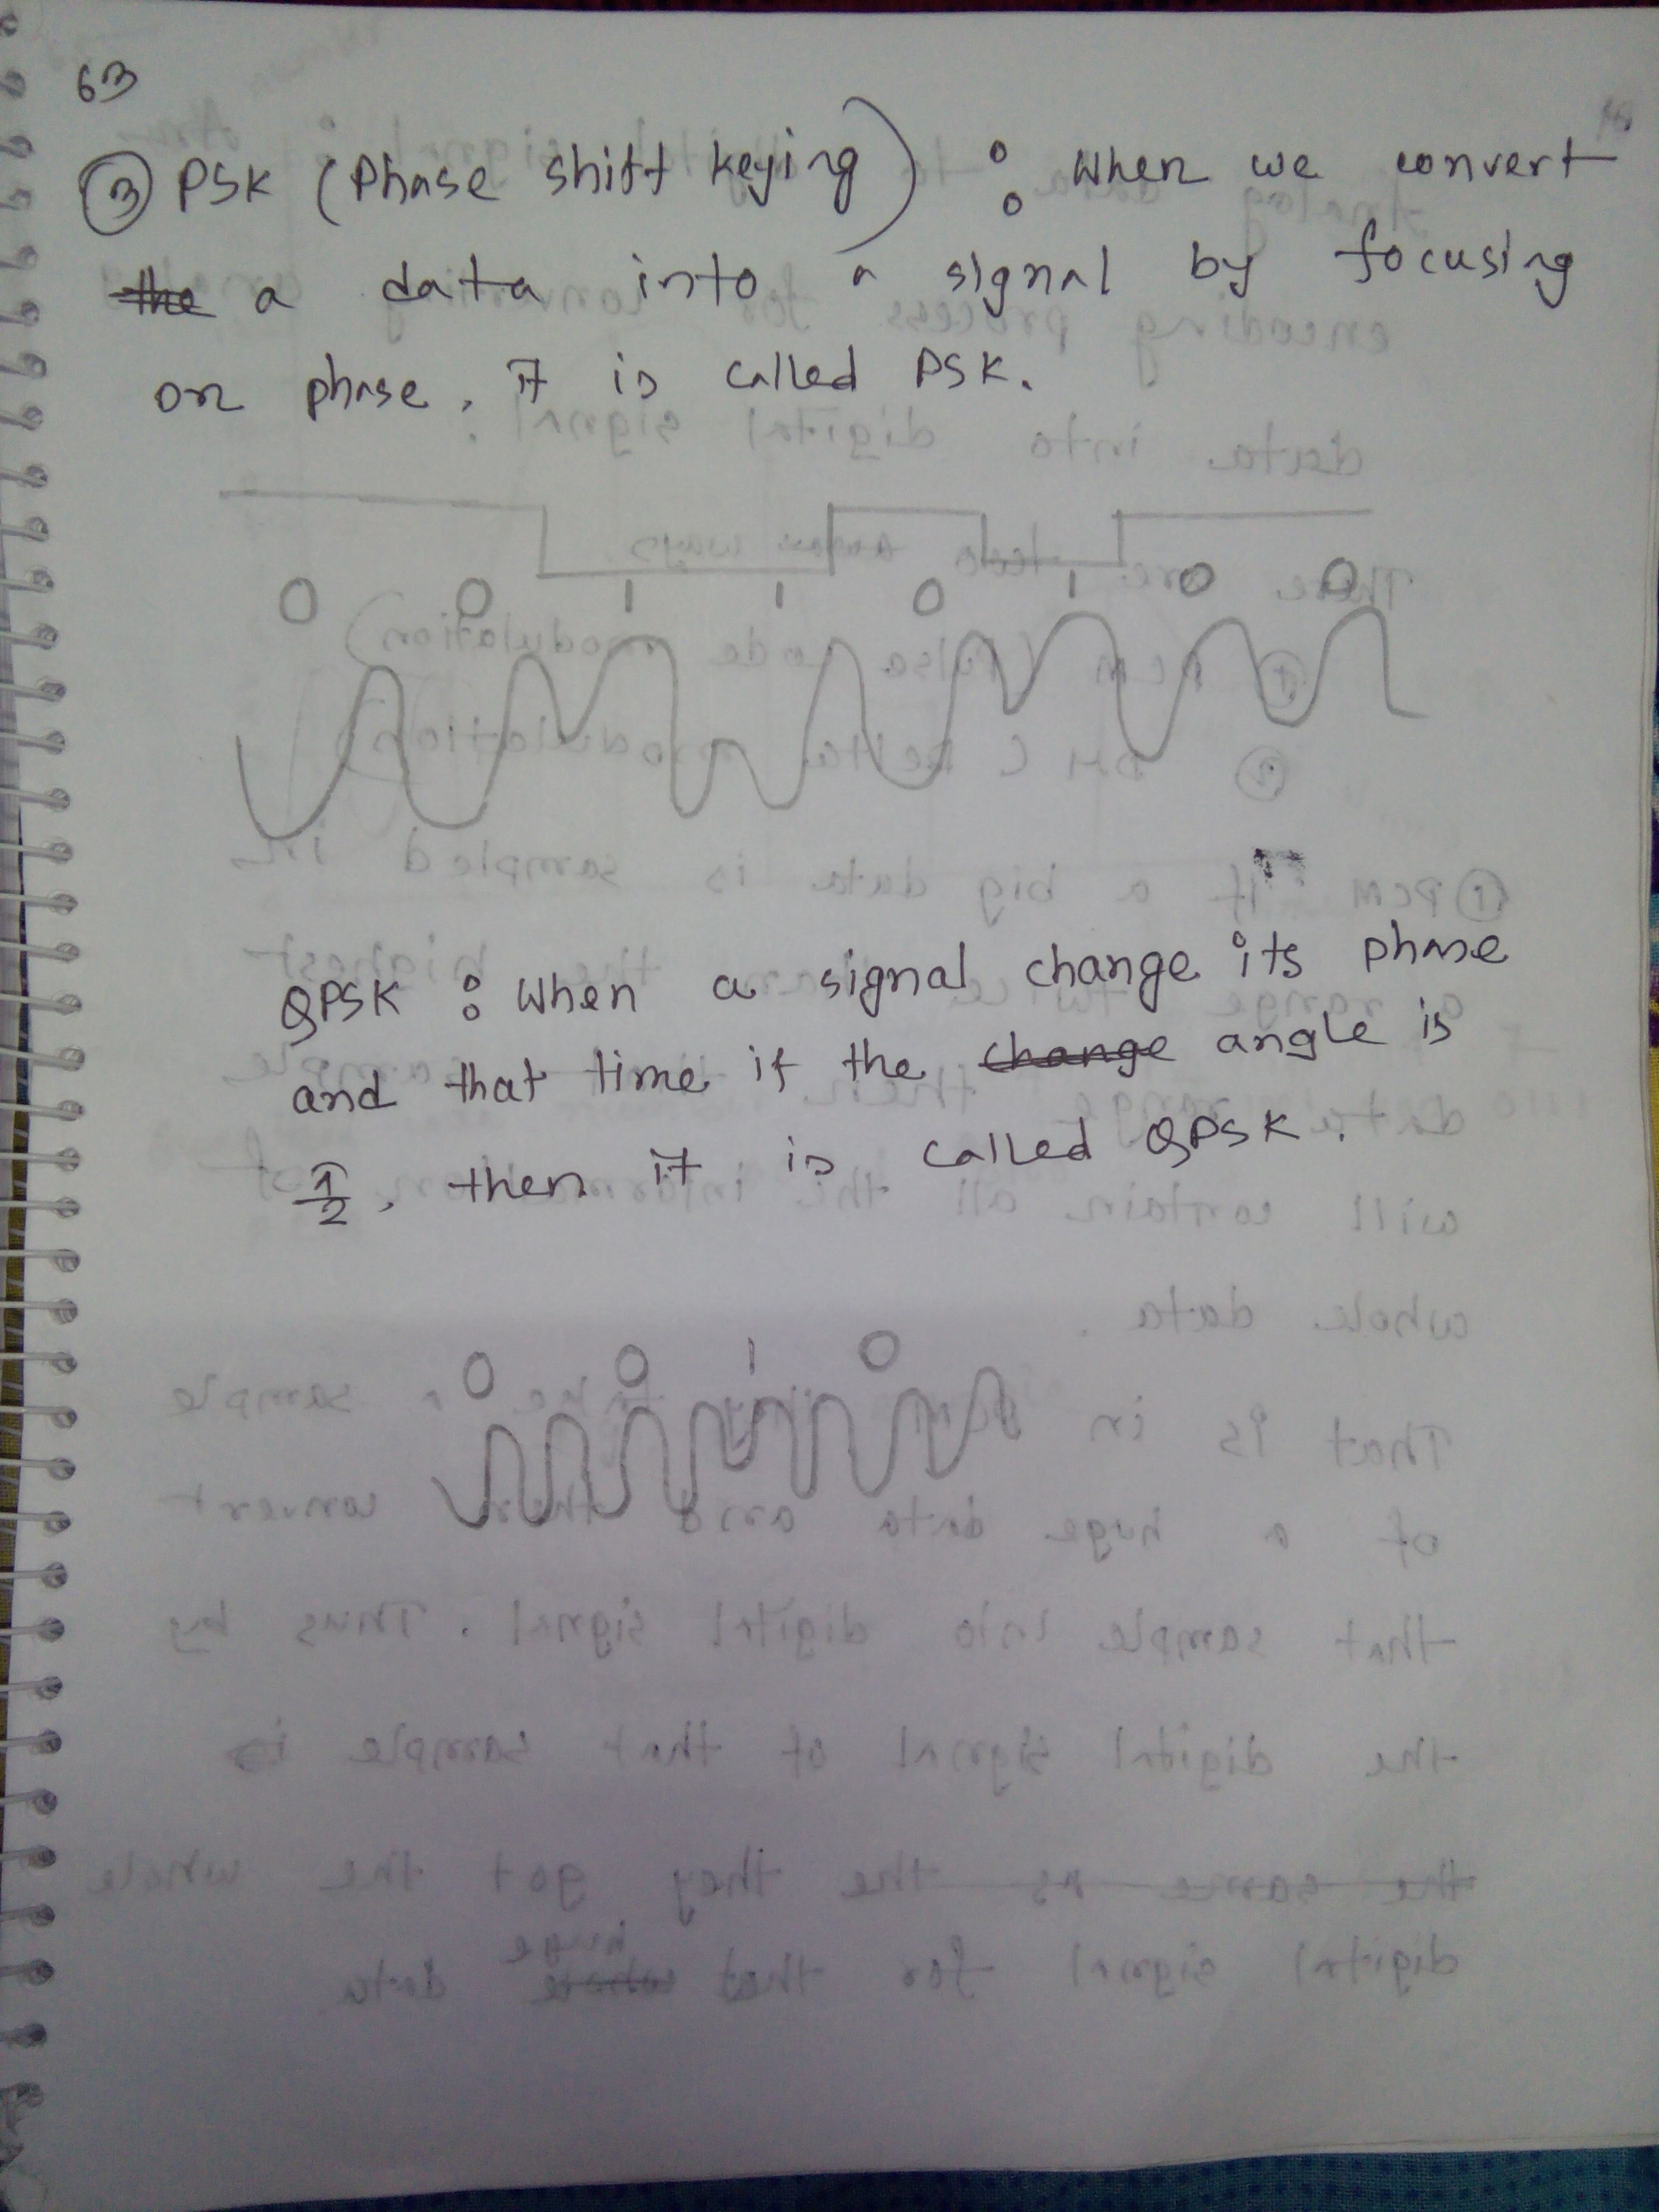 63
③ PSK (Phase shift keying) : When we convert
the a data into a signal by focusing
on phase, it is called PSK.
0 0 1 1 0 1 0 0
QPSK : When a signal change its phase
and that time if the change angle is
π/2, then it is called QPSK.
0 0 1 0